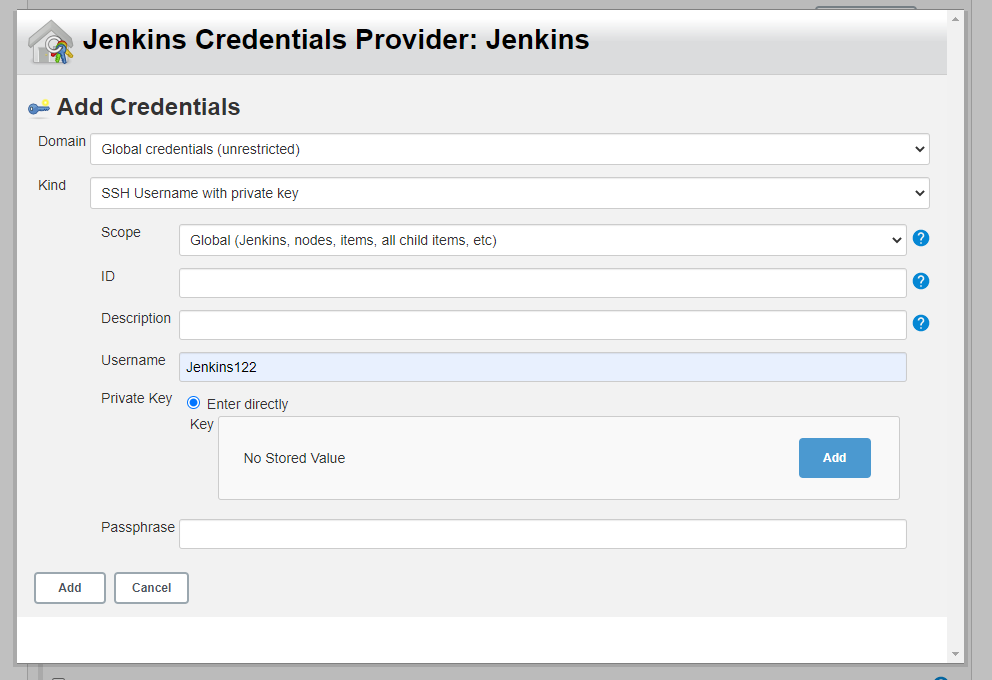 Jenkins Credentials Provider: Jenkins
Add Credentials
Domain
Global credentials (unrestricted)
Kind
SSH Username with private key
Scope
Global (Jenkins, nodes, items, all child items, etc)
?
ID
?
Description
?
Username
Jenkins122
Private Key
Enter directly
Key
No Stored Value
Add
Passphrase
Add
Cancel